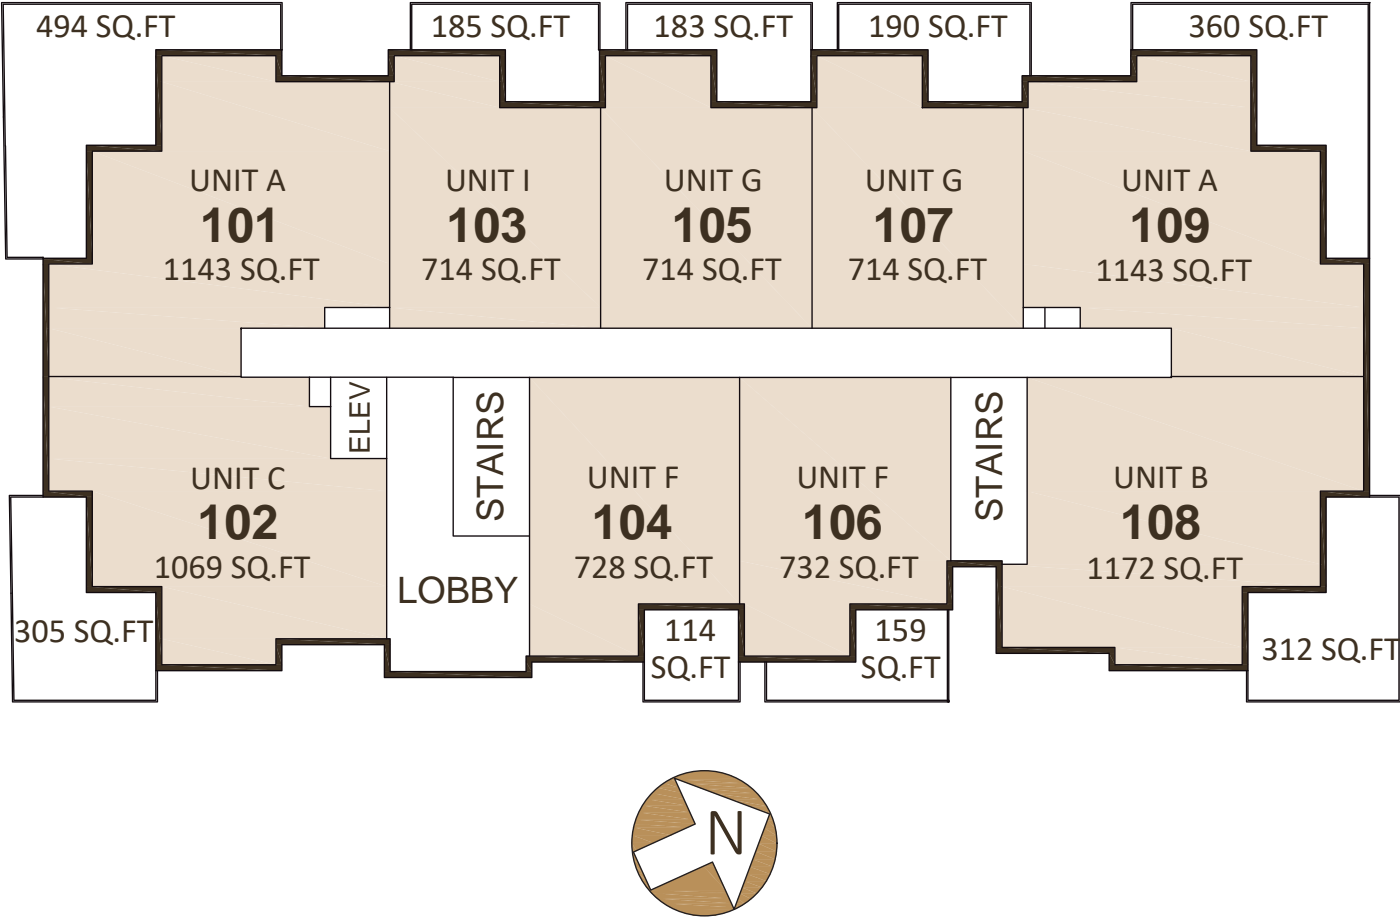 494 SQ.FT
185 SQ.FT
183 SQ.FT
190 SQ.FT
360 SQ.FT
UNIT A
101
1143 SQ.FT
UNIT I
103
714 SQ.FT
UNIT G
105
714 SQ.FT
UNIT G
107
714 SQ.FT
UNIT A
109
1143 SQ.FT
UNIT C
102
1069 SQ.FT
ELEV
STAIRS
LOBBY
UNIT F
104
728 SQ.FT
UNIT F
106
732 SQ.FT
STAIRS
UNIT B
108
1172 SQ.FT
305 SQ.FT
114
SQ.FT
159
SQ.FT
312 SQ.FT
N